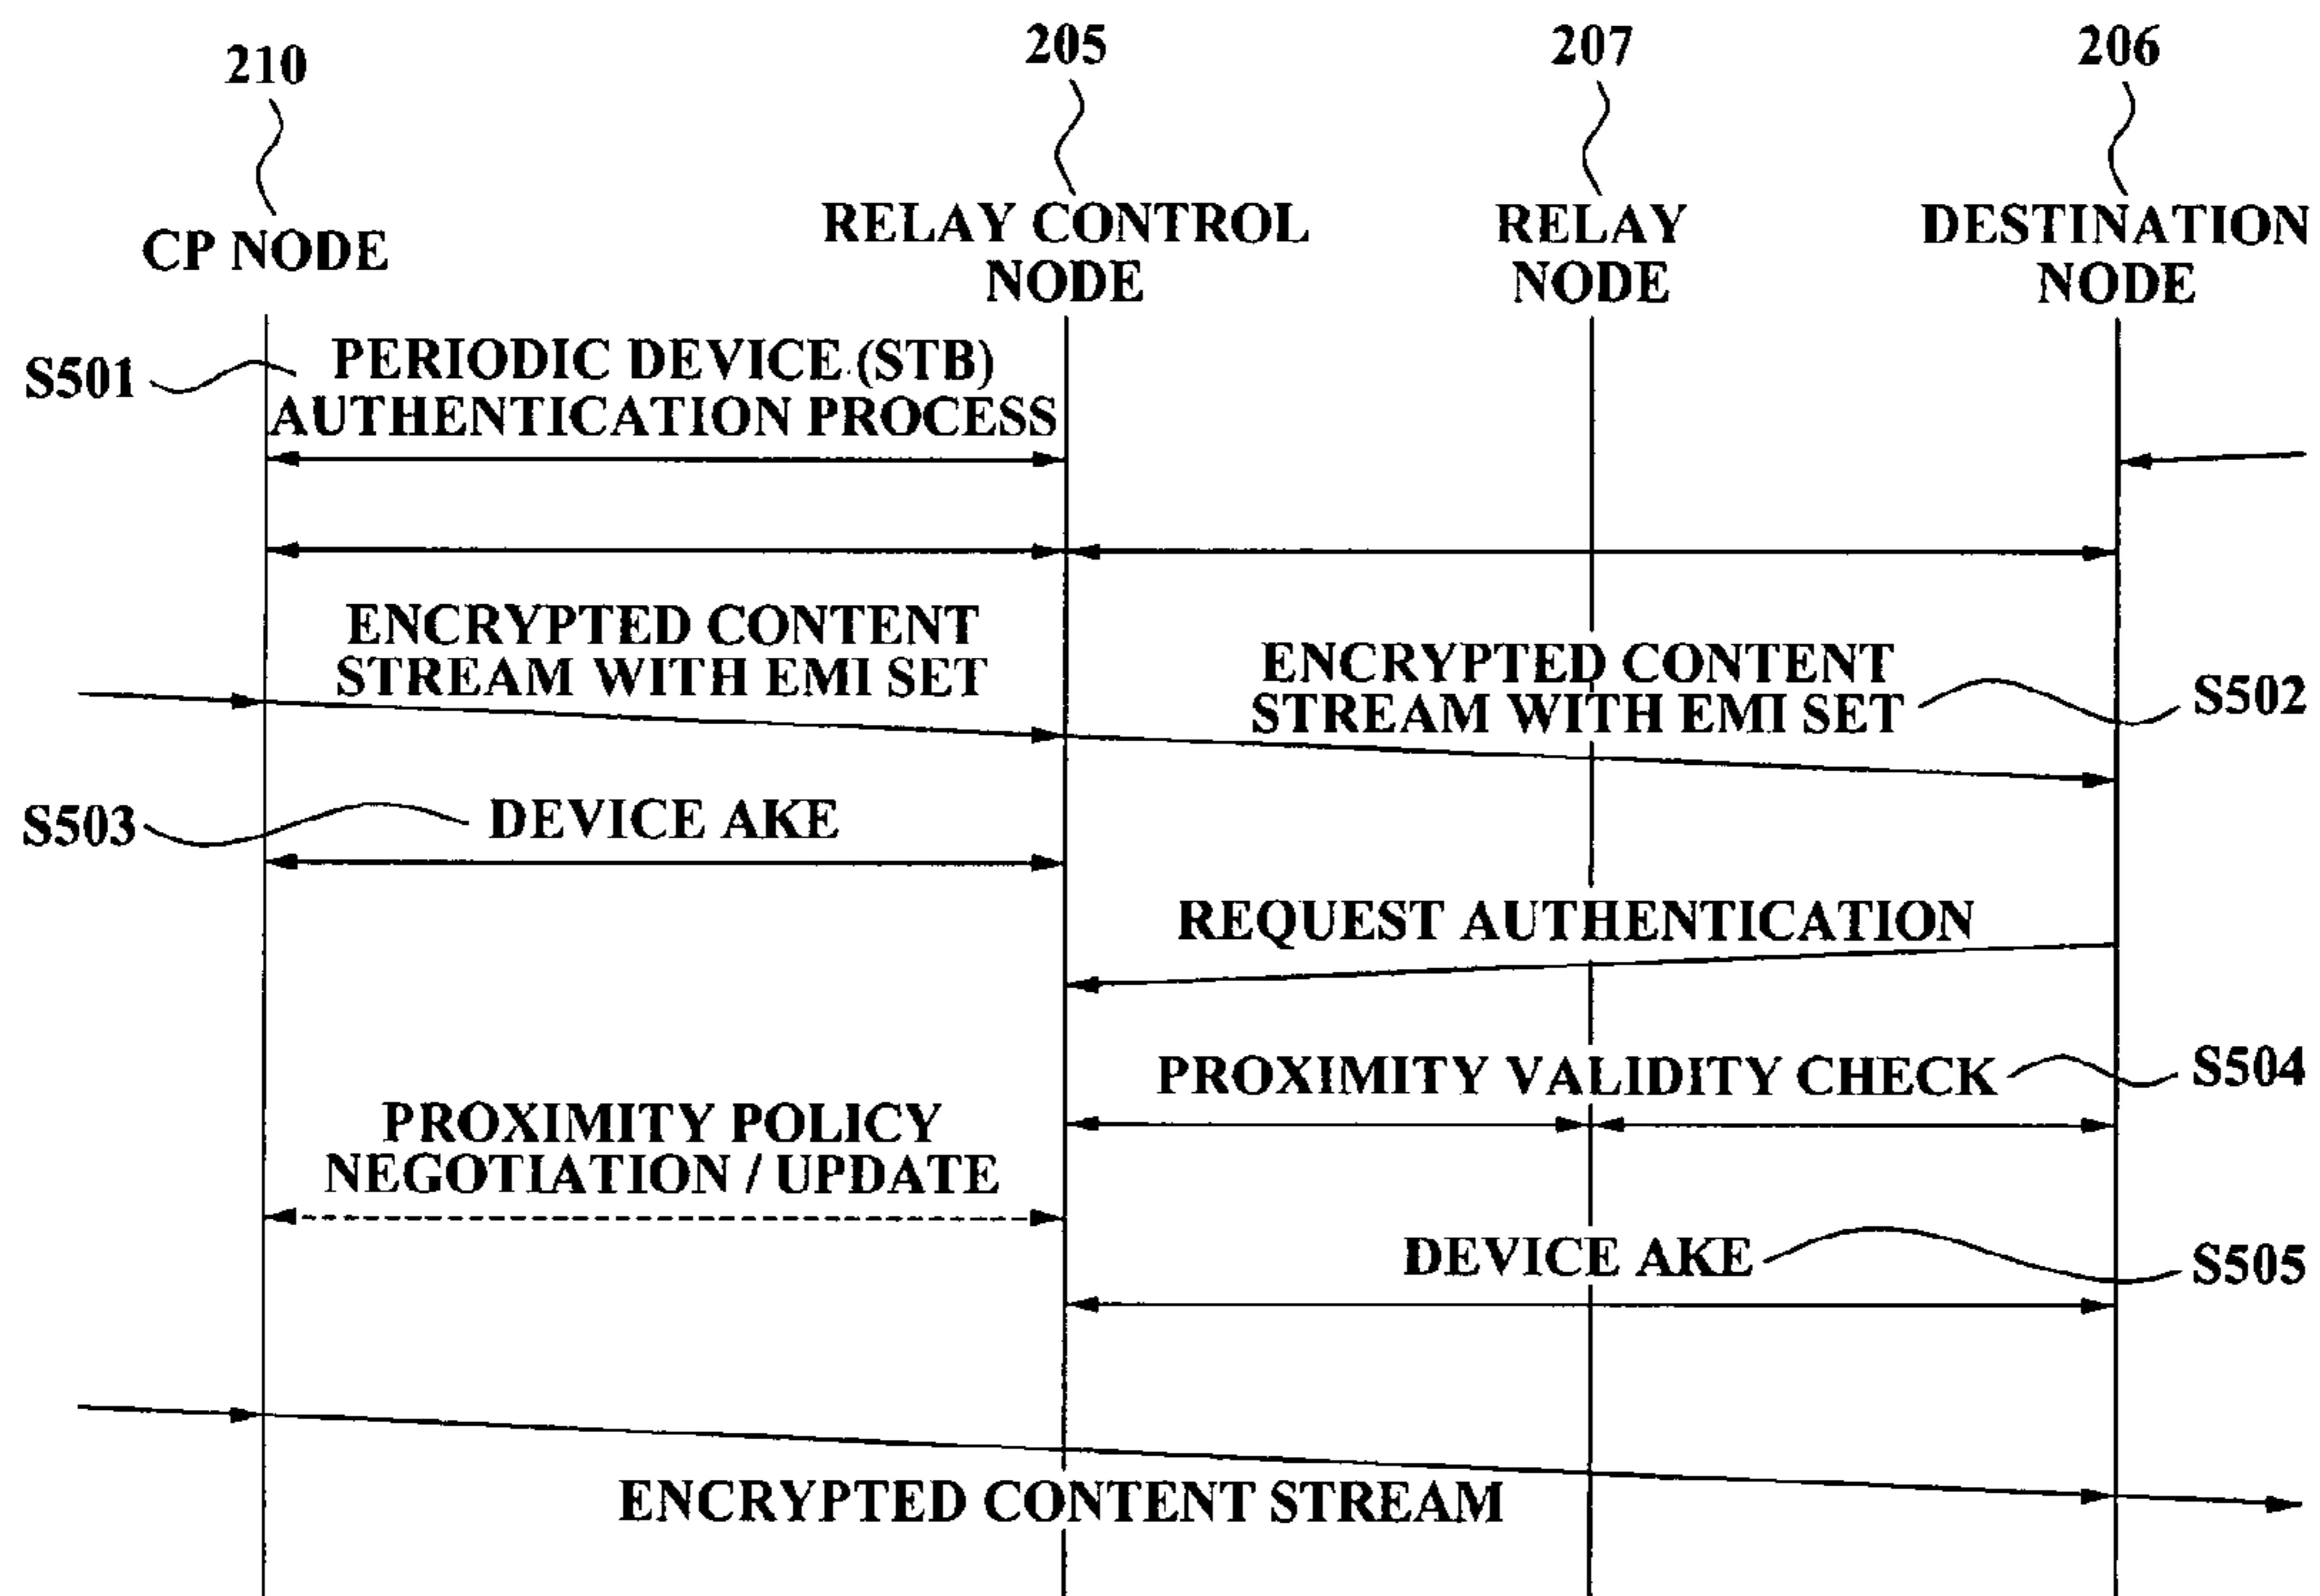 210
205
207
206
CP NODE
RELAY CONTROL
NODE
RELAY
NODE
DESTINATION
NODE
S501
PERIODIC DEVICE (STB)
AUTHENTICATION PROCESS
ENCRYPTED CONTENT
STREAM WITH EMI SET
ENCRYPTED CONTENT
STREAM WITH EMI SET
S502
S503
DEVICE AKE
REQUEST AUTHENTICATION
PROXIMITY VALIDITY CHECK
S504
PROXIMITY POLICY
NEGOTIATION / UPDATE
DEVICE AKE
S505
ENCRYPTED CONTENT STREAM